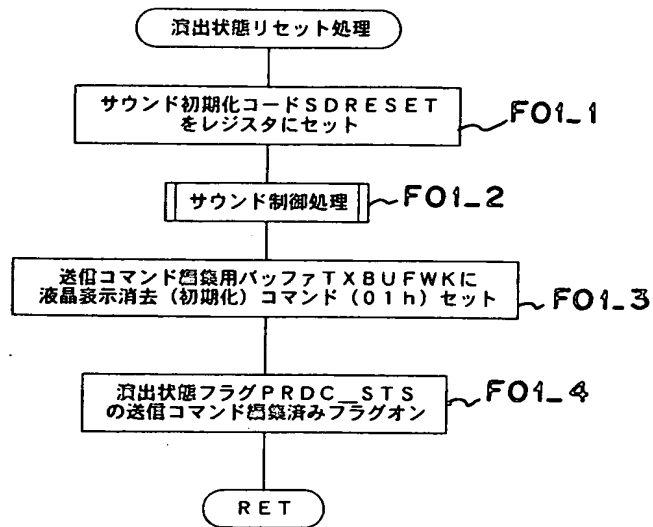 演出状態リセット処理
サウンド初期化コードSDRESET
をレジスタにセット
F01_1
サウンド制御処理
F01_2
送信コマンド編集用バッファTXBUFWKに
液晶表示消去(初期化)コマンド(01h)セット
F01_3
演出状態フラグPRDC_STS
の送信コマンド編集済みフラグオン
F01_4
RET